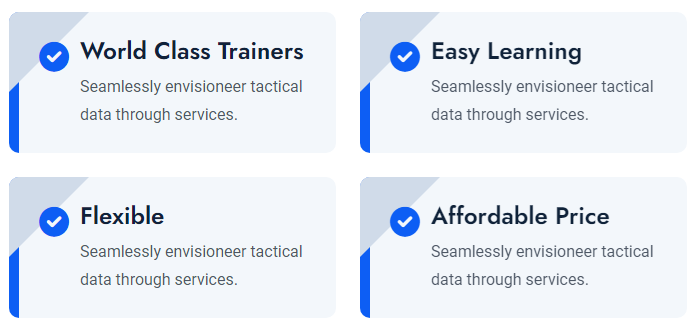 World Class Trainers
Seamlessly envisioneer tactical
data through services.
Easy Learning
Seamlessly envisioneer tactical
data through services.
Flexible
Seamlessly envisioneer tactical
data through services.
Affordable Price
Seamlessly envisioneer tactical
data through services.